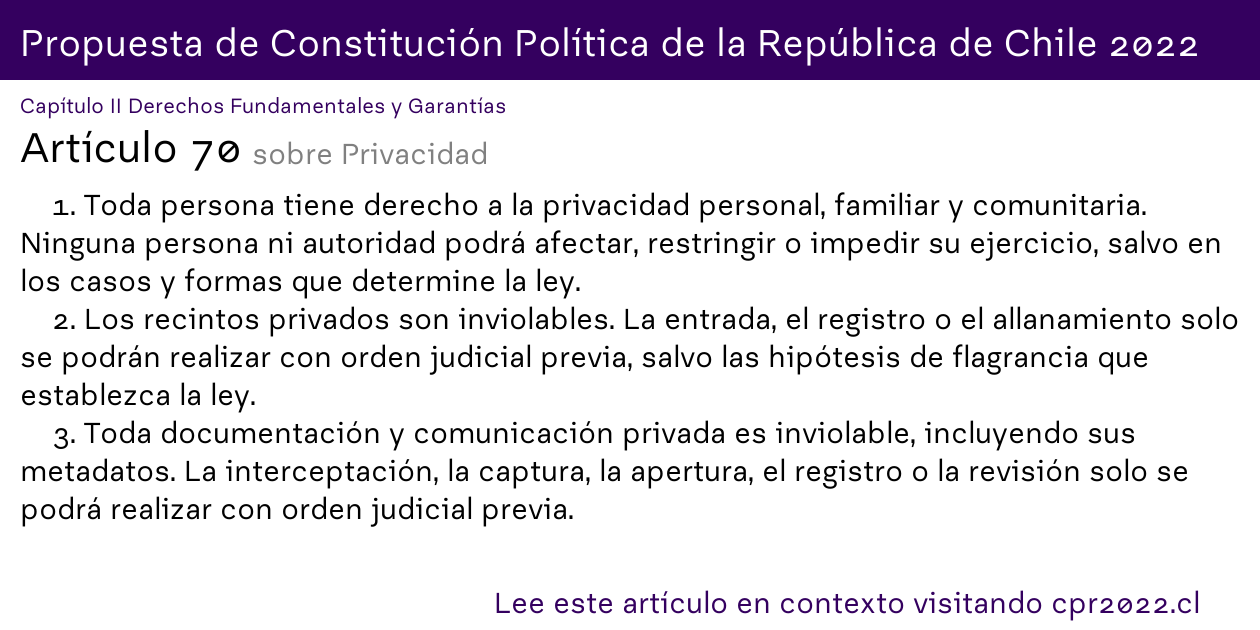 Propuesta de Constitución Política de la República de Chile 2022
Capítulo II Derechos Fundamentales y Garantías
Artículo 70 sobre Privacidad
1. Toda persona tiene derecho a la privacidad personal, familiar y comunitaria.
Ninguna persona ni autoridad podrá afectar, restringir o impedir su ejercicio, salvo en
los casos y formas que determine la ley.
2. Los recintos privados son inviolables. La entrada, el registro o el allanamiento solo
se podrán realizar con orden judicial previa, salvo las hipótesis de flagrancia que
establezca la ley.
3. Toda documentación y comunicación privada es inviolable, incluyendo sus
metadatos. La interceptación, la captura, la apertura, el registro o la revisión solo se
podrá realizar con orden judicial previa.
Lee este artículo en contexto visitando cpr2022.cl